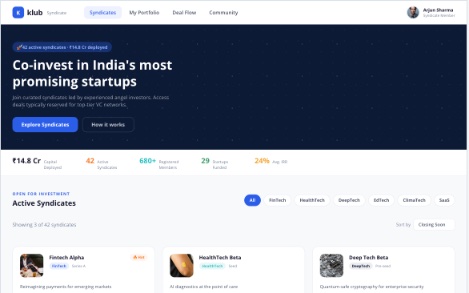 K klub Syndicate Syndicates My Portfolio Deal Flow Community Arjun Sharma
Syndicate Member
🚀 42 active syndicates · ₹14.8 Cr deployed
Co-invest in India's most
promising startups
Join curated syndicates led by experienced angel investors. Access
deals typically reserved for top-tier VC networks.
Explore Syndicates How it works
₹14.8 Cr Capital Deployed 42 Active Syndicates 680+ Registered Members 29 Startups Funded 24% Avg. IRR
OPEN FOR INVESTMENT
Active Syndicates
All FinTech HealthTech DeepTech EdTech ClimateTech SaaS
Showing 3 of 42 syndicates Sort by Closing Soon
Fintech Alpha
FinTech Series A
HealthTech Beta
HealthTech Seed
Deep Tech Beta
DeepTech
Reimagining payments for emerging markets
AI diagnostics at the point of care
Quantum-safe cryptography for enterprise security